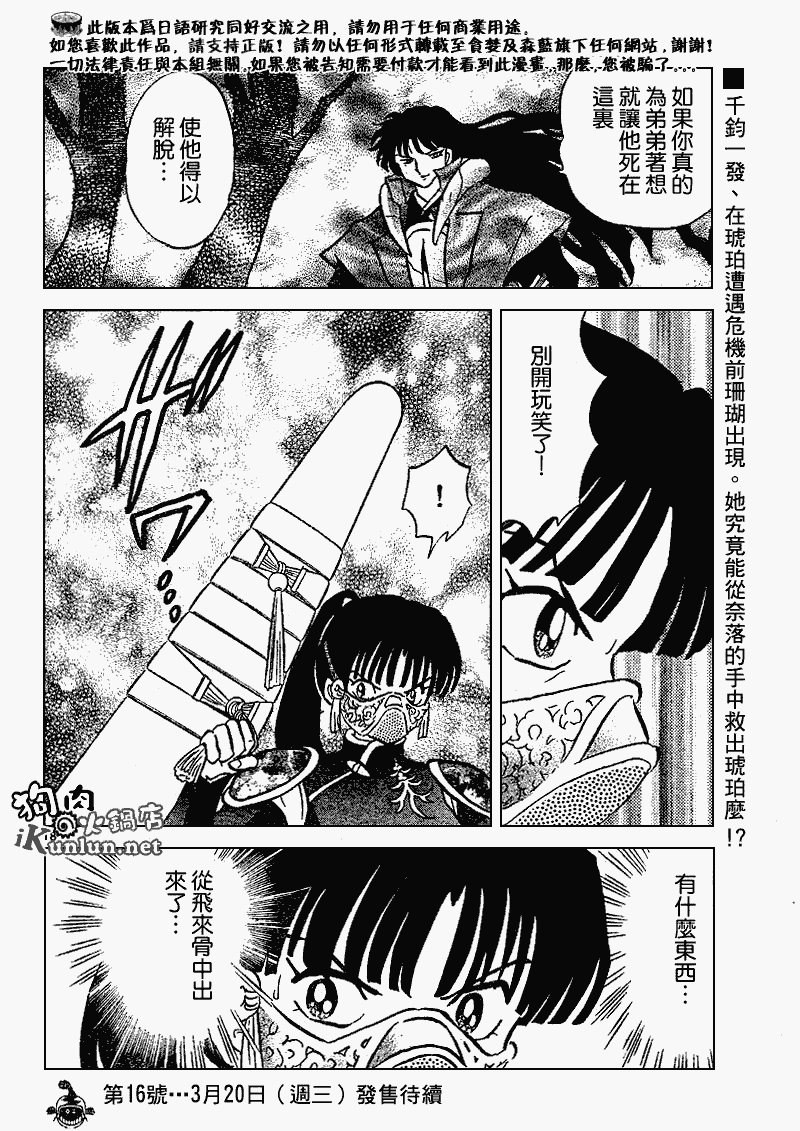 此版本爲日語研究同好交流之用，請勿用于任何商業用途。
如您喜歡此作品，請支持正版！請勿以任何形式轉載至貪婪及森藍旗下任何網站，謝謝！
一切法律責任與本組無關，如果您被告知需要付款才能看到此漫畫，那麼，您被騙了……
■千鈞一發、在琥珀遭遇危機前珊瑚出現。她究竟能從奈落的手中救出琥珀麼！？
如果你真的
為弟弟著想
就讓他死在
這裏
使他得以
解脫…
別開玩笑了！
！
グ
ッ
有什麼東西…
從飛來骨中出
來了…
狗肉火鍋店
iKunlun.net
第16號…3月20日（週三）發售待續